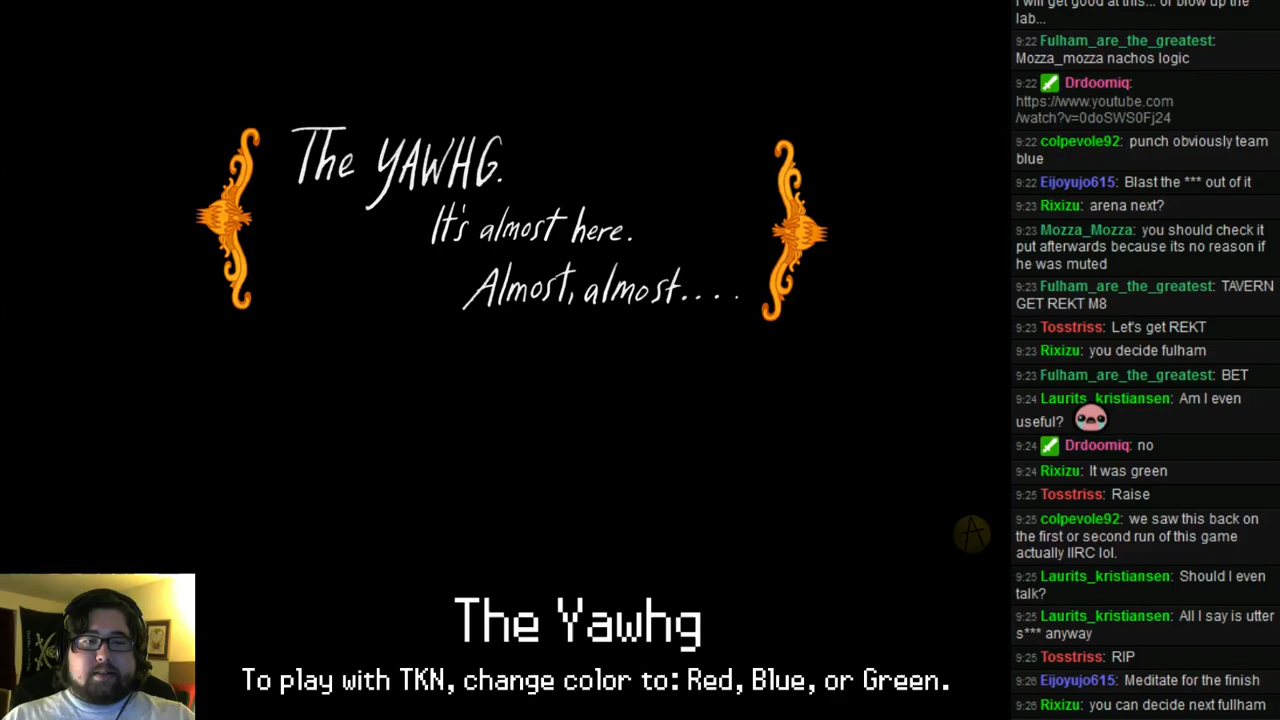 The YAWHG.
It's almost here.
Almost, almost....
A
The Yawhg
To play with TKN, change color to: Red, Blue, or Green.
I will get good at this... or blow up the
lab...
9:22 Fulham_are_the_greatest:
Mozza_mozza nachos logic
9:22 Drdoomiq:
https://www.youtube.com
/watch?v=0doSWS0Fj24
9:22 colpevole92: punch obviously team
blue
9:22 Eijoyujo615: Blast the *** out of it
9:23 Rixizu: arena next?
9:23 Mozza_Mozza: you should check it
put afterwards because its no reason if
he was muted
9:23 Fulham_are_the_greatest: TAVERN
GET REKT M8
9:23 Tosstriss: Let's get REKT
9:23 Rixizu: you decide fulham
9:23 Fulham_are_the_greatest: BET
9:24 Laurits_kristiansen: Am I even
useful?
9:24 Drdoomiq: no
9:24 Rixizu: It was green
9:25 Tosstriss: Raise
9:25 colpevole92: we saw this back on
the first or second run of this game
actually IIRC lol.
9:25 Laurits_kristiansen: Should I even
talk?
9:25 Laurits_kristiansen: All I say is utter
s*** anyway
9:25 Tosstriss: RIP
9:26 Eijoyujo615: Meditate for the finish
9:26 Rixizu: you can decide next fullham